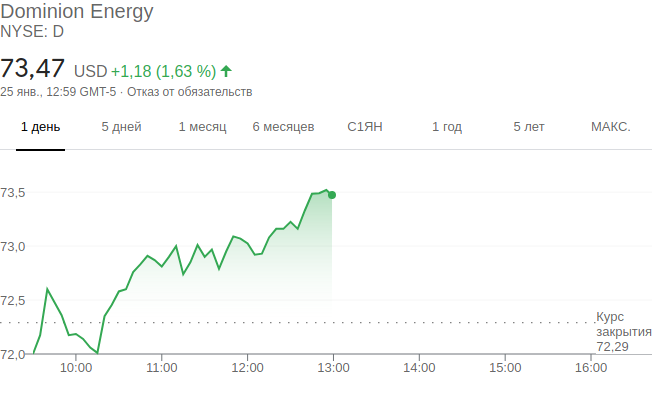 Dominion Energy
NYSE: D
73,47 USD +1,18 (1,63 %)
25 янв., 12:59 GMT-5 · Отказ от обязательств
1 день 5 дней 1 месяц 6 месяцев С1ЯН 1 год 5 лет МАКС.
73,5
73,0
72,5
Курс
закрытия
72,29
72,0
10:00 11:00 12:00 13:00 14:00 15:00 16:00